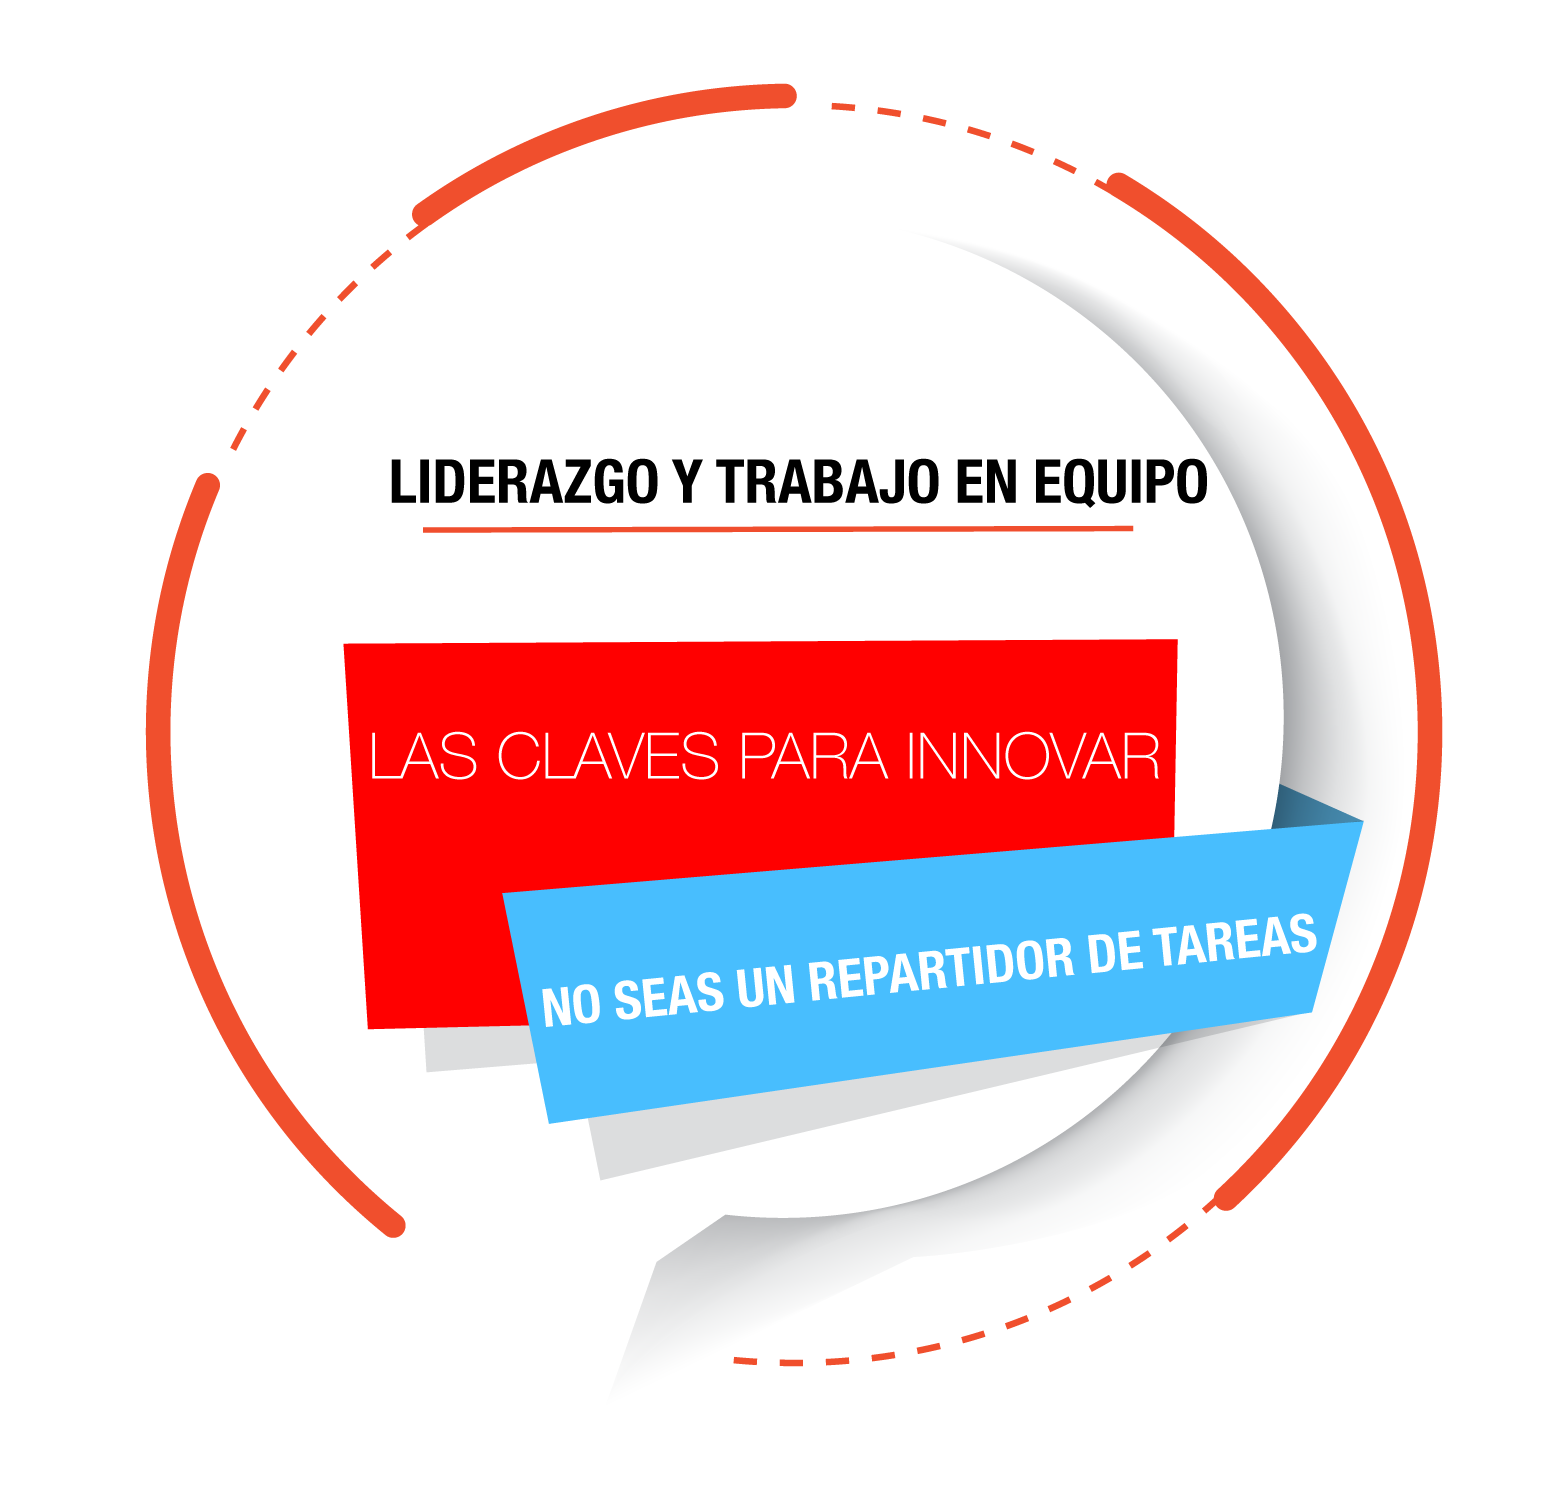 LIDERAZGO Y TRABAJO EN EQUIPO
LAS CLAVES PARA INNOVAR
NO SEAS UN REPARTIDOR DE TAREAS